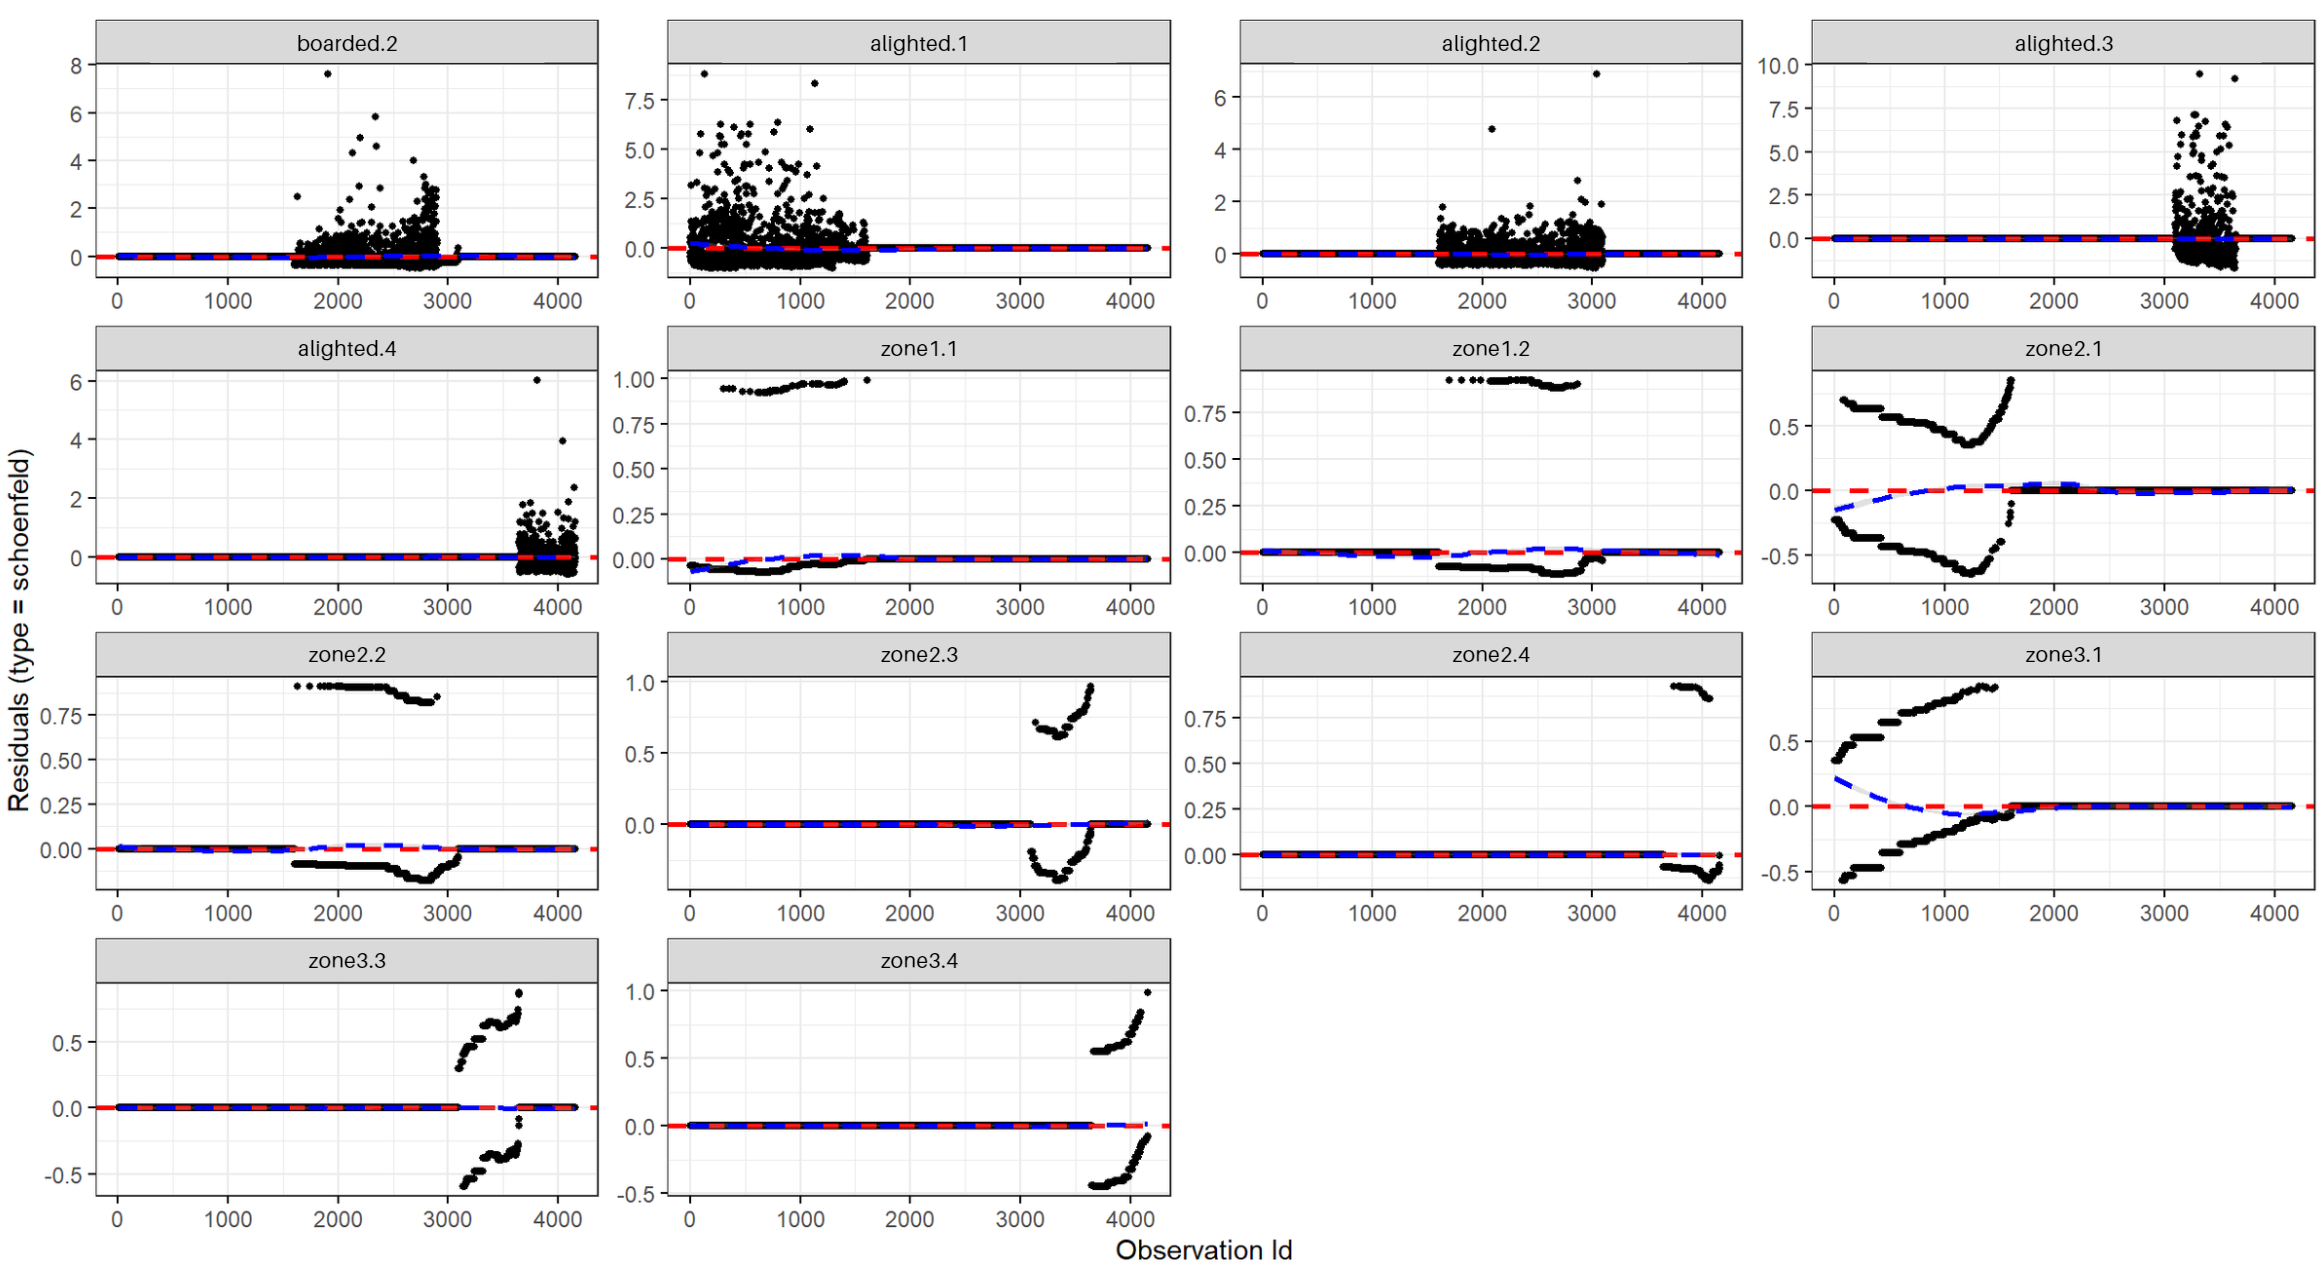 boarded.2 alighted.1 alighted.2 alighted.3
8 6 4 2 0
7.5 5.0 2.5 0.0
6 4 2 0
10.0 7.5 5.0 2.5 0.0
0 1000 2000 3000 4000 0 1000 2000 3000 4000 0 1000 2000 3000 4000 0 1000 2000 3000 4000
alighted.4 zone1.1 zone1.2 zone2.1
6 4 2 0
1.00 0.75 0.50 0.25 0.00
0.75 0.50 0.25 0.00
0.5 0.0 -0.5
0 1000 2000 3000 4000 0 1000 2000 3000 4000 0 1000 2000 3000 4000 0 1000 2000 3000 4000
Residuals (type = schoenfeld)
zone2.2 zone2.3 zone2.4 zone3.1
0.75 0.50 0.25 0.00
1.0 0.5 0.0
0.75 0.50 0.25 0.00
0.5 0.0 -0.5
0 1000 2000 3000 4000 0 1000 2000 3000 4000 0 1000 2000 3000 4000 0 1000 2000 3000 4000
zone3.3 zone3.4
0.5 0.0 -0.5
1.0 0.5 0.0 -0.5
0 1000 2000 3000 4000 0 1000 2000 3000 4000
Observation Id